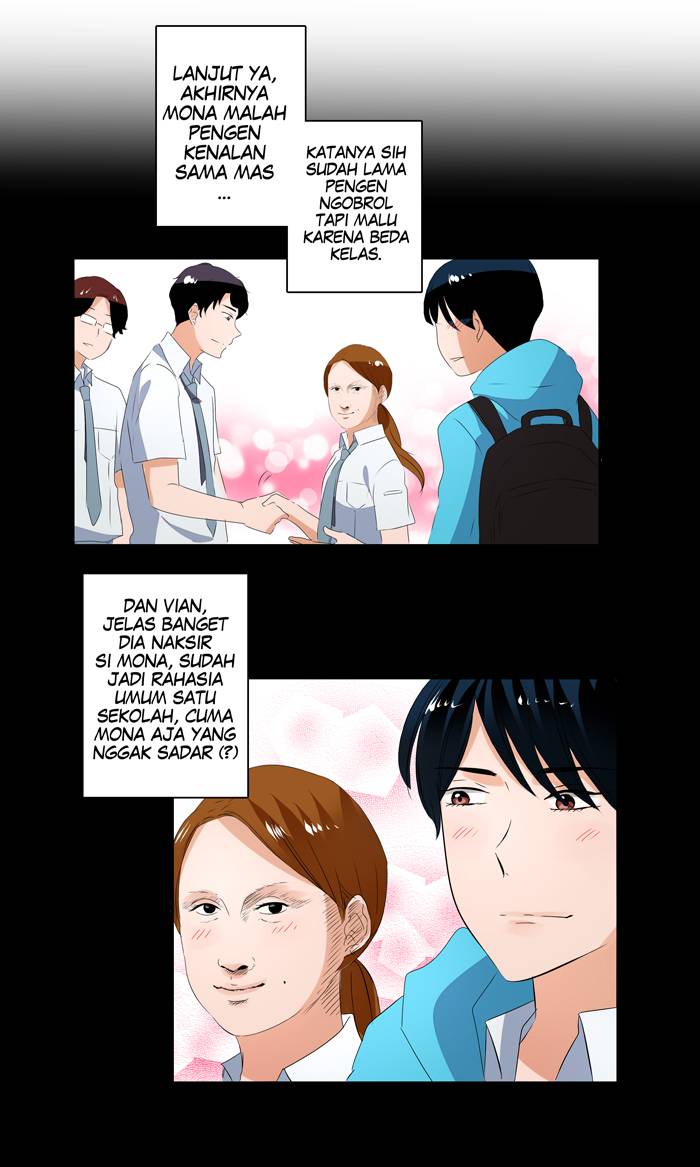 LANJUT YA,
AKHIRNYA
MONA MALAH
PENGEN
KENALAN
SAMA MAS
...
KATANYA SIH
SUDAH LAMA
PENGEN
NGOBROL
TAPI MALU
KARENA BEDA
KELAS.
DAN VIAN,
JELAS BANGET
DIA NAKSIR
SI MONA, SUDAH
JADI RAHASIA
UMUM SATU
SEKOLAH, CUMA
MONA AJA YANG
NGGAK SADAR (?)